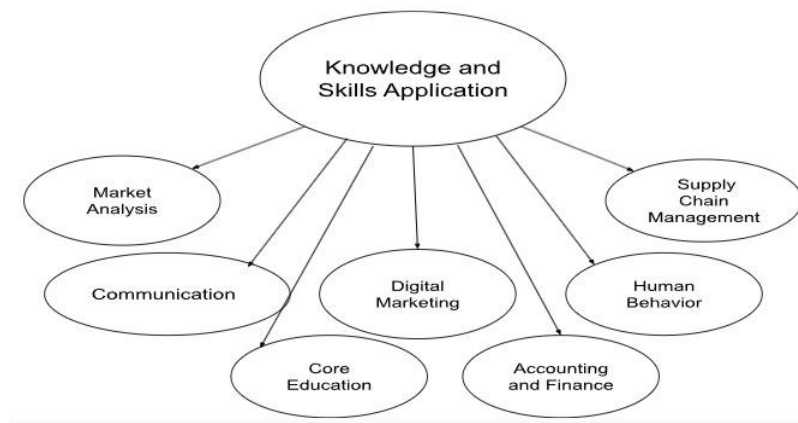 Knowledge and
Skills Application
Market
Analysis
Supply
Chain
Management
Communication
Digital
Marketing
Human
Behavior
Core
Education
Accounting
and Finance